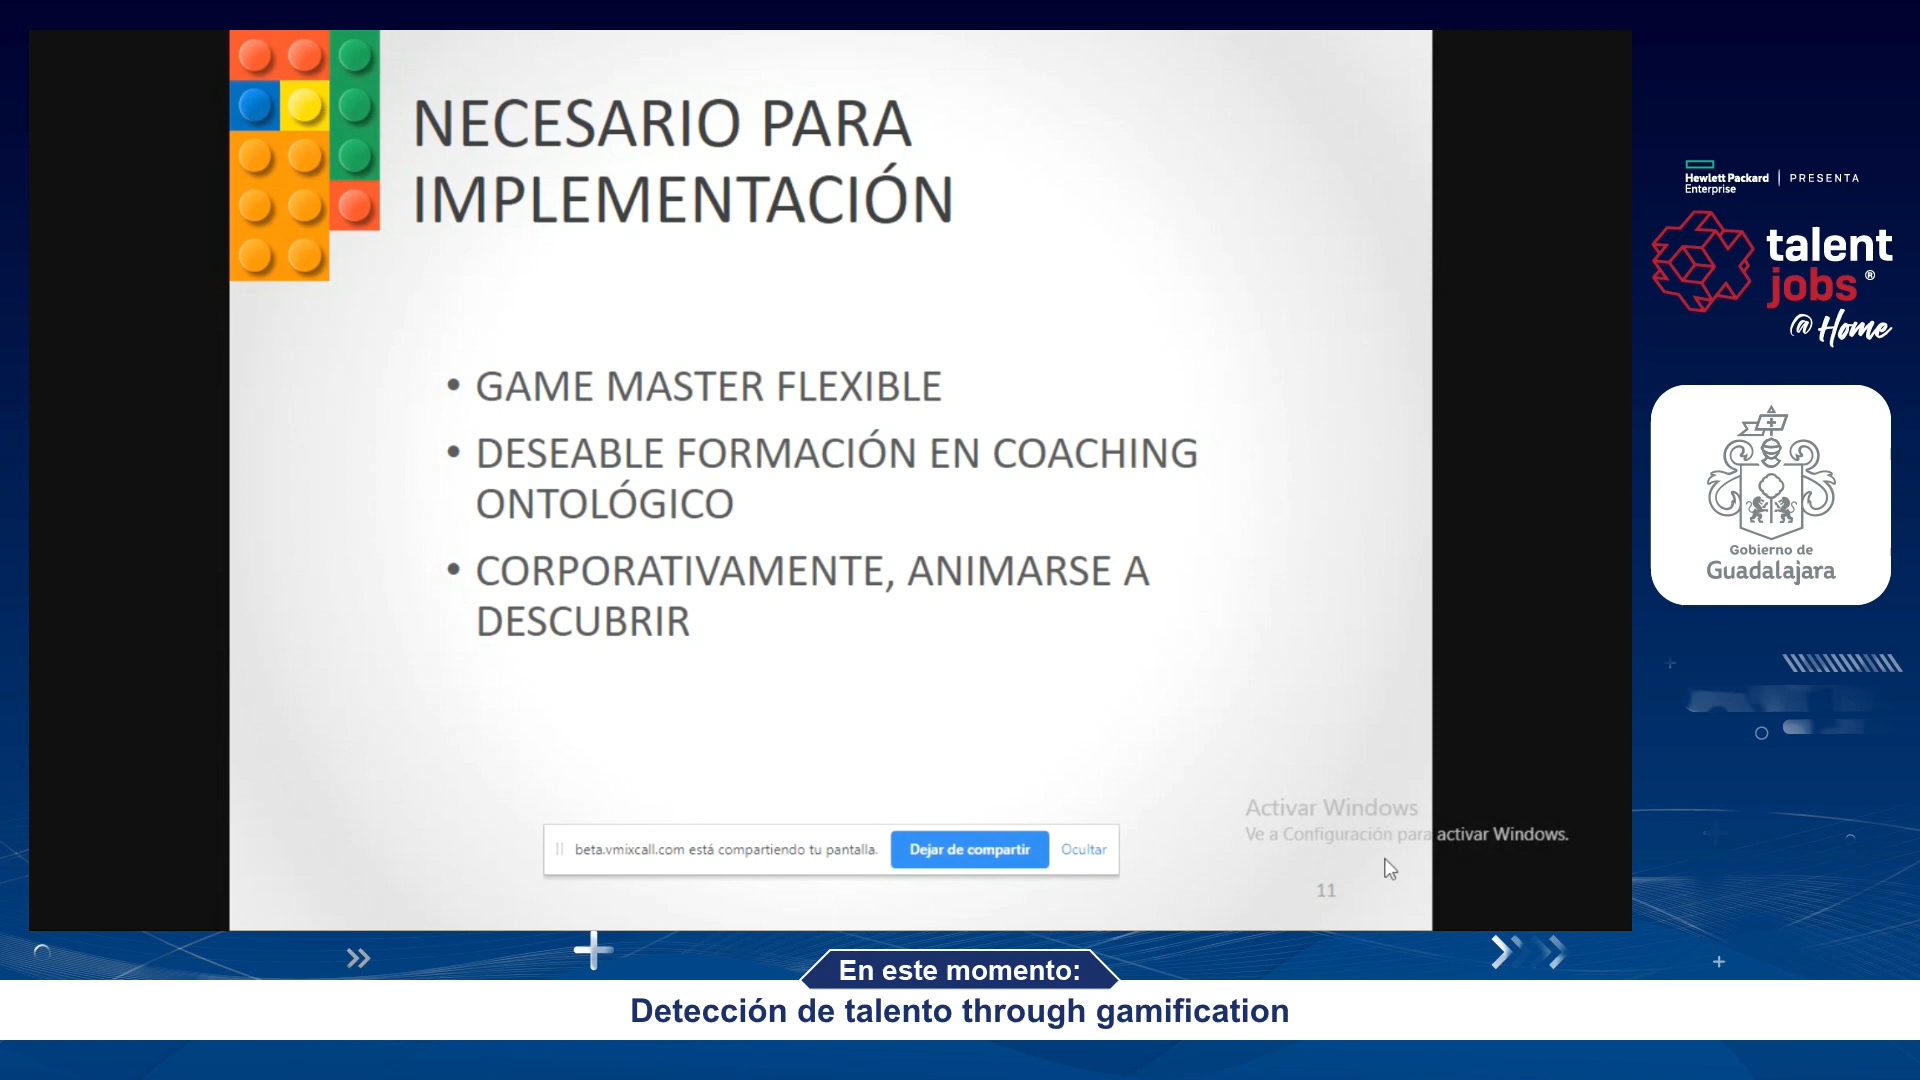 NECESARIO PARA
IMPLEMENTACIÓN
• GAME MASTER FLEXIBLE
• DESEABLE FORMACIÓN EN COACHING
ONTOLÓGICO
• CORPORATIVAMENTE, ANIMARSE A
DESCUBRIR
Activar Windows
Ve a Configuración para activar Windows.
beta.vmixcall.com está compartiendo tu pantalla.
Dejar de compartir
Ocultar
11
Hewlett Packard
Enterprise
PRESENTA
talent
jobs®
@Home
Gobierno de
Guadalajara
En este momento:
Detección de talento through gamification